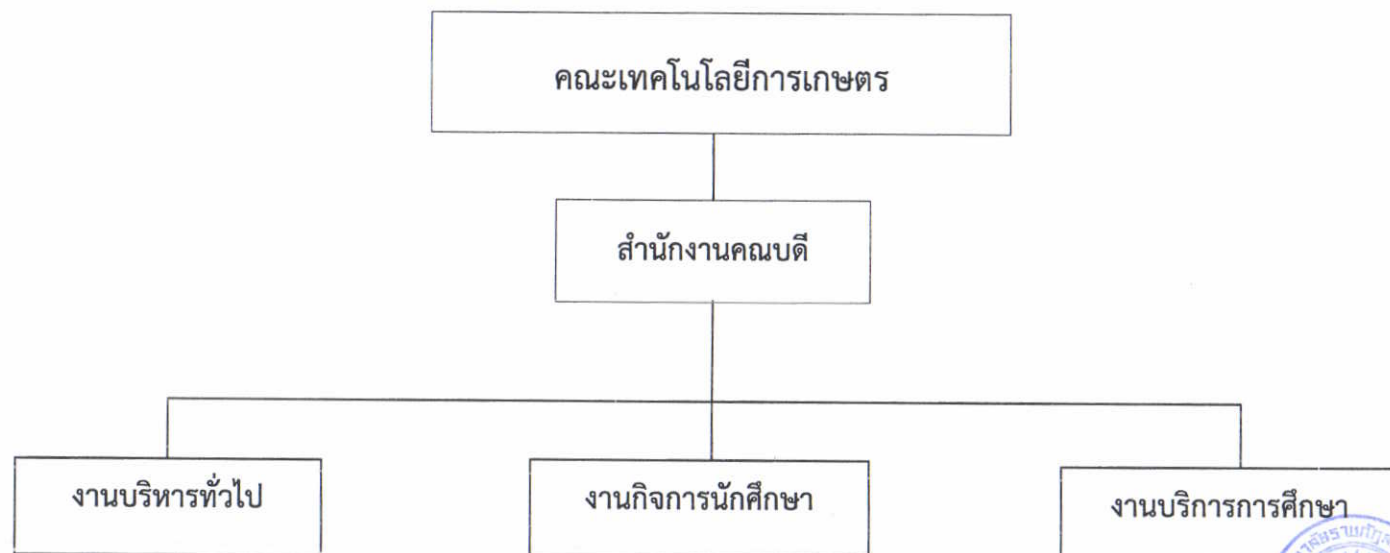 คณะเทคโนโลยีการเกษตร
สำนักงานคณบดี
งานบริหารทั่วไป
งานกิจการนักศึกษา
งานบริการการศึกษา